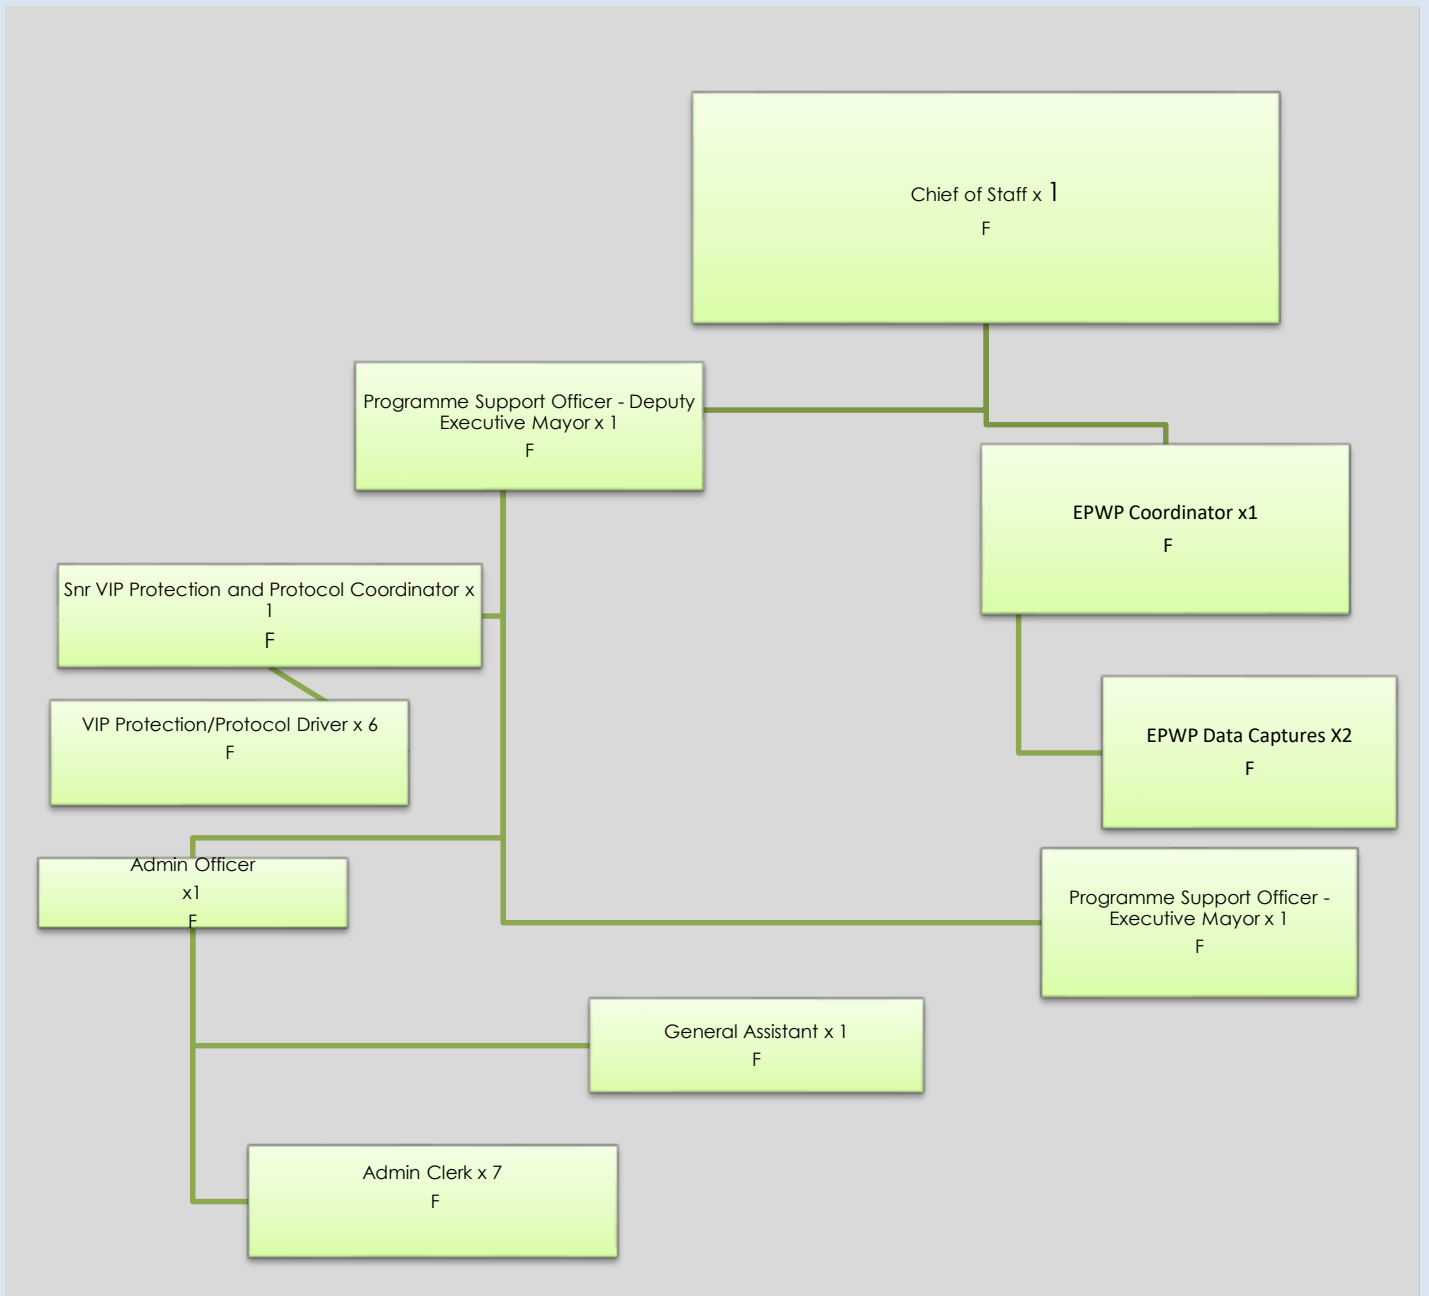 Chief of Staff x 1
F
Programme Support Officer - Deputy
Executive Mayor x 1
F
EPWP Coordinator x1
F
Snr VIP Protection and Protocol Coordinator x
1
F
VIP Protection/Protocol Driver x 6
F
EPWP Data Captures X2
F
Admin Officer
x1
F
Programme Support Officer -
Executive Mayor x 1
F
General Assistant x 1
F
Admin Clerk x 7
F